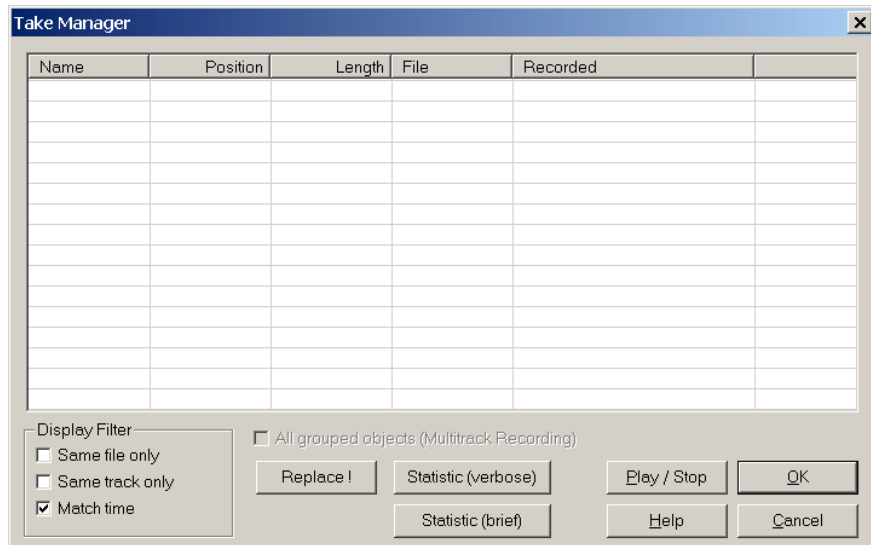 Take Manager
Name Position Length File Recorded
Display Filter
Same file only
Same track only
Match time
All grouped objects (Multitrack Recording)
Replace ! Statistic (verbose) Play / Stop OK
Statistic (brief) Help Cancel